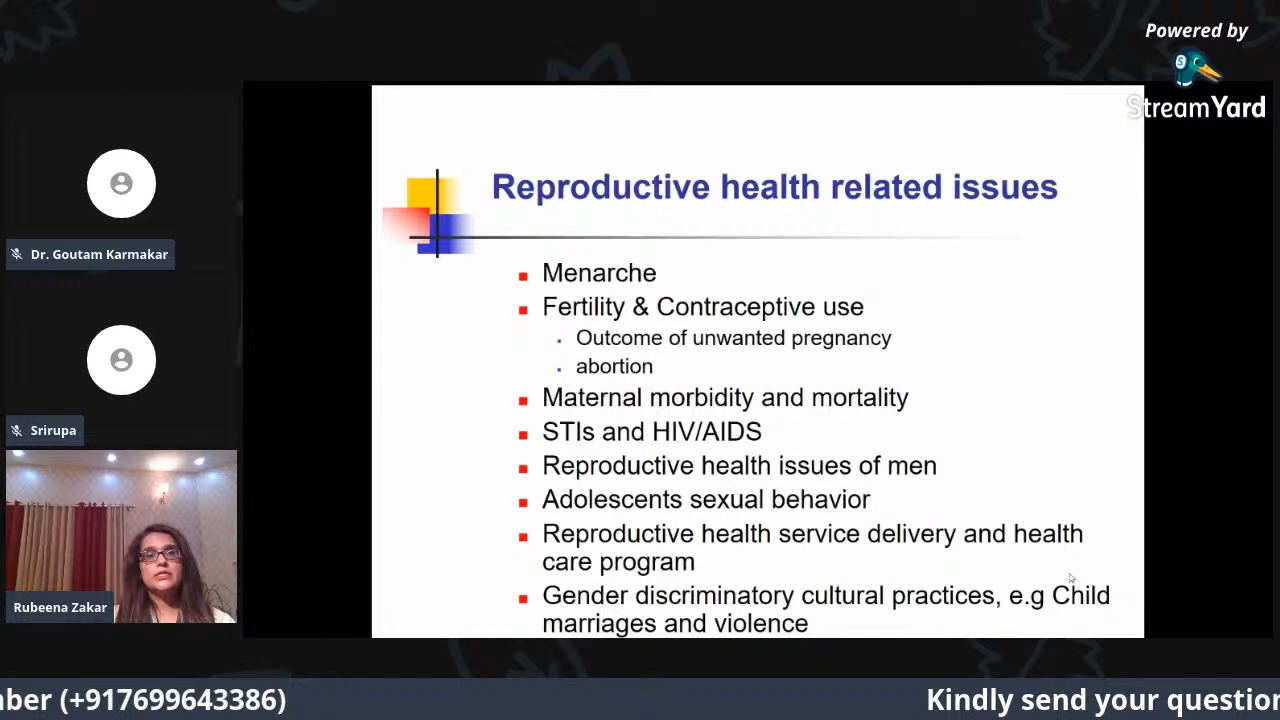 Powered by
StreamYard
Reproductive health related issues
Menarche
Fertility & Contraceptive use
Outcome of unwanted pregnancy
abortion
Maternal morbidity and mortality
STIs and HIV/AIDS
Reproductive health issues of men
Adolescents sexual behavior
Reproductive health service delivery and health
care program
Gender discriminatory cultural practices, e.g Child
marriages and violence
Dr. Goutam Karmakar
Srirupa
Rubeena Zakar
(+917699643386)
Kindly send your